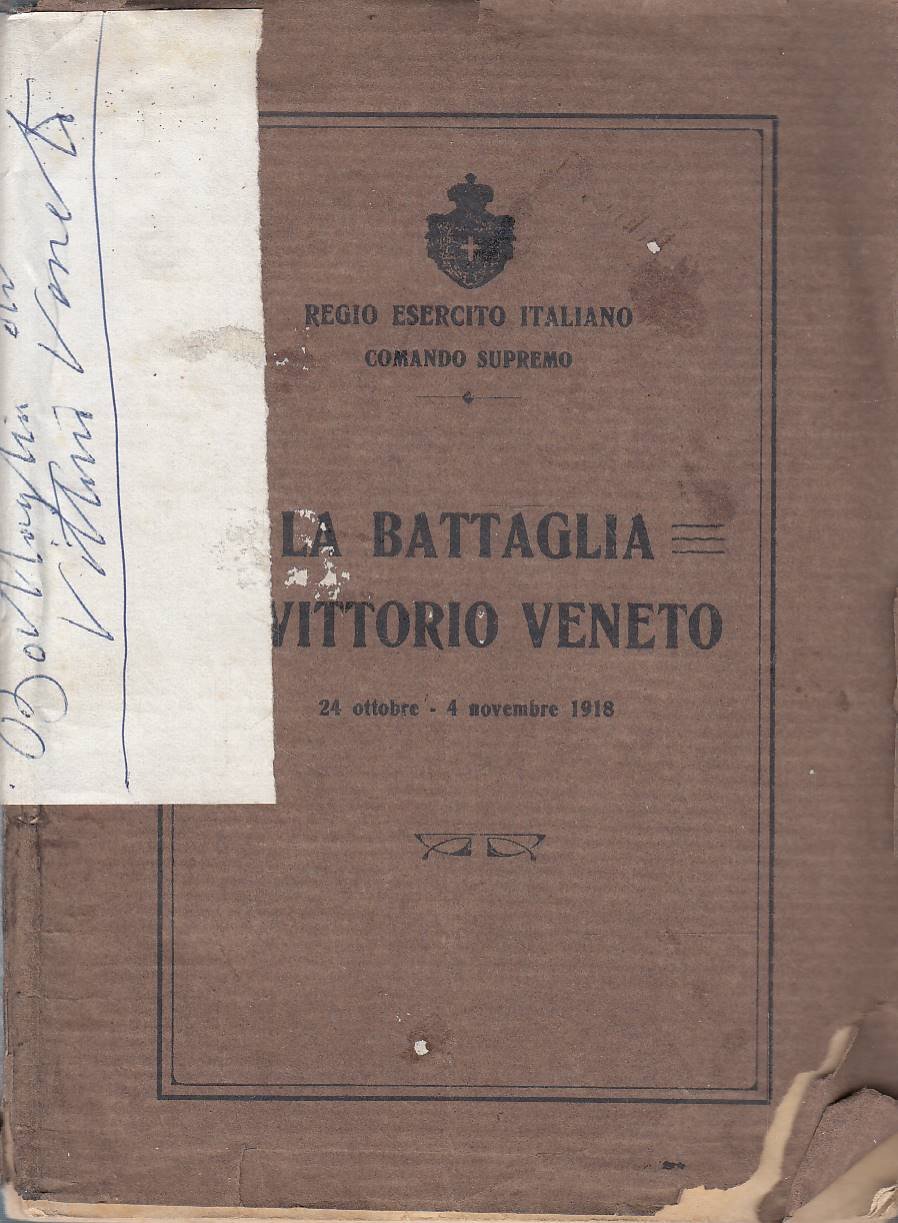 REGIO ESERCITO ITALIANO
COMANDO SUPREMO
LA BATTAGLIA
VITTORIO VENETO
24 ottobre - 4 novembre 1918
Battaglia di
Vittorio Veneto